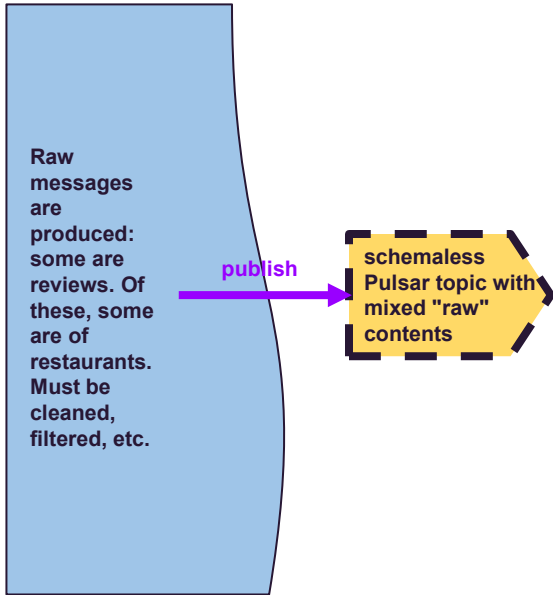 Raw
messages
are
produced:
some are
reviews. Of
these, some
are of
restaurants.
Must be
cleaned,
filtered, etc.
publish
schemaless
Pulsar topic with
mixed "raw"
contents